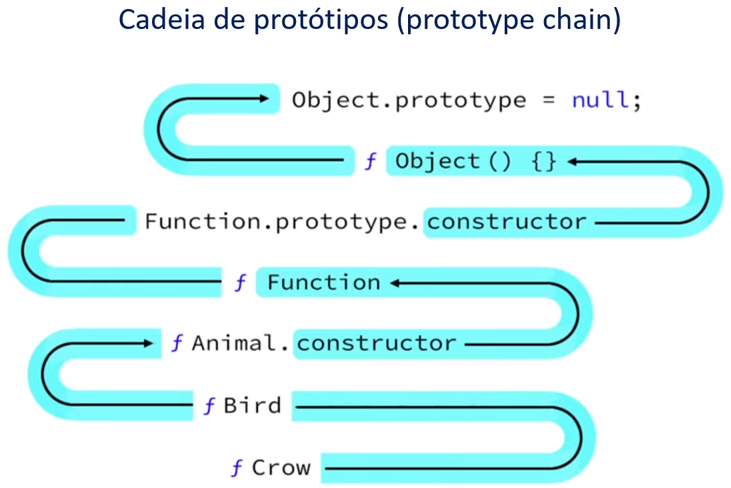 Cadeia de protótipos (prototype chain)
Object.prototype = null;
f Object() {}
Function.prototype.constructor
f Function
f Animal.constructor
f Bird
f Crow